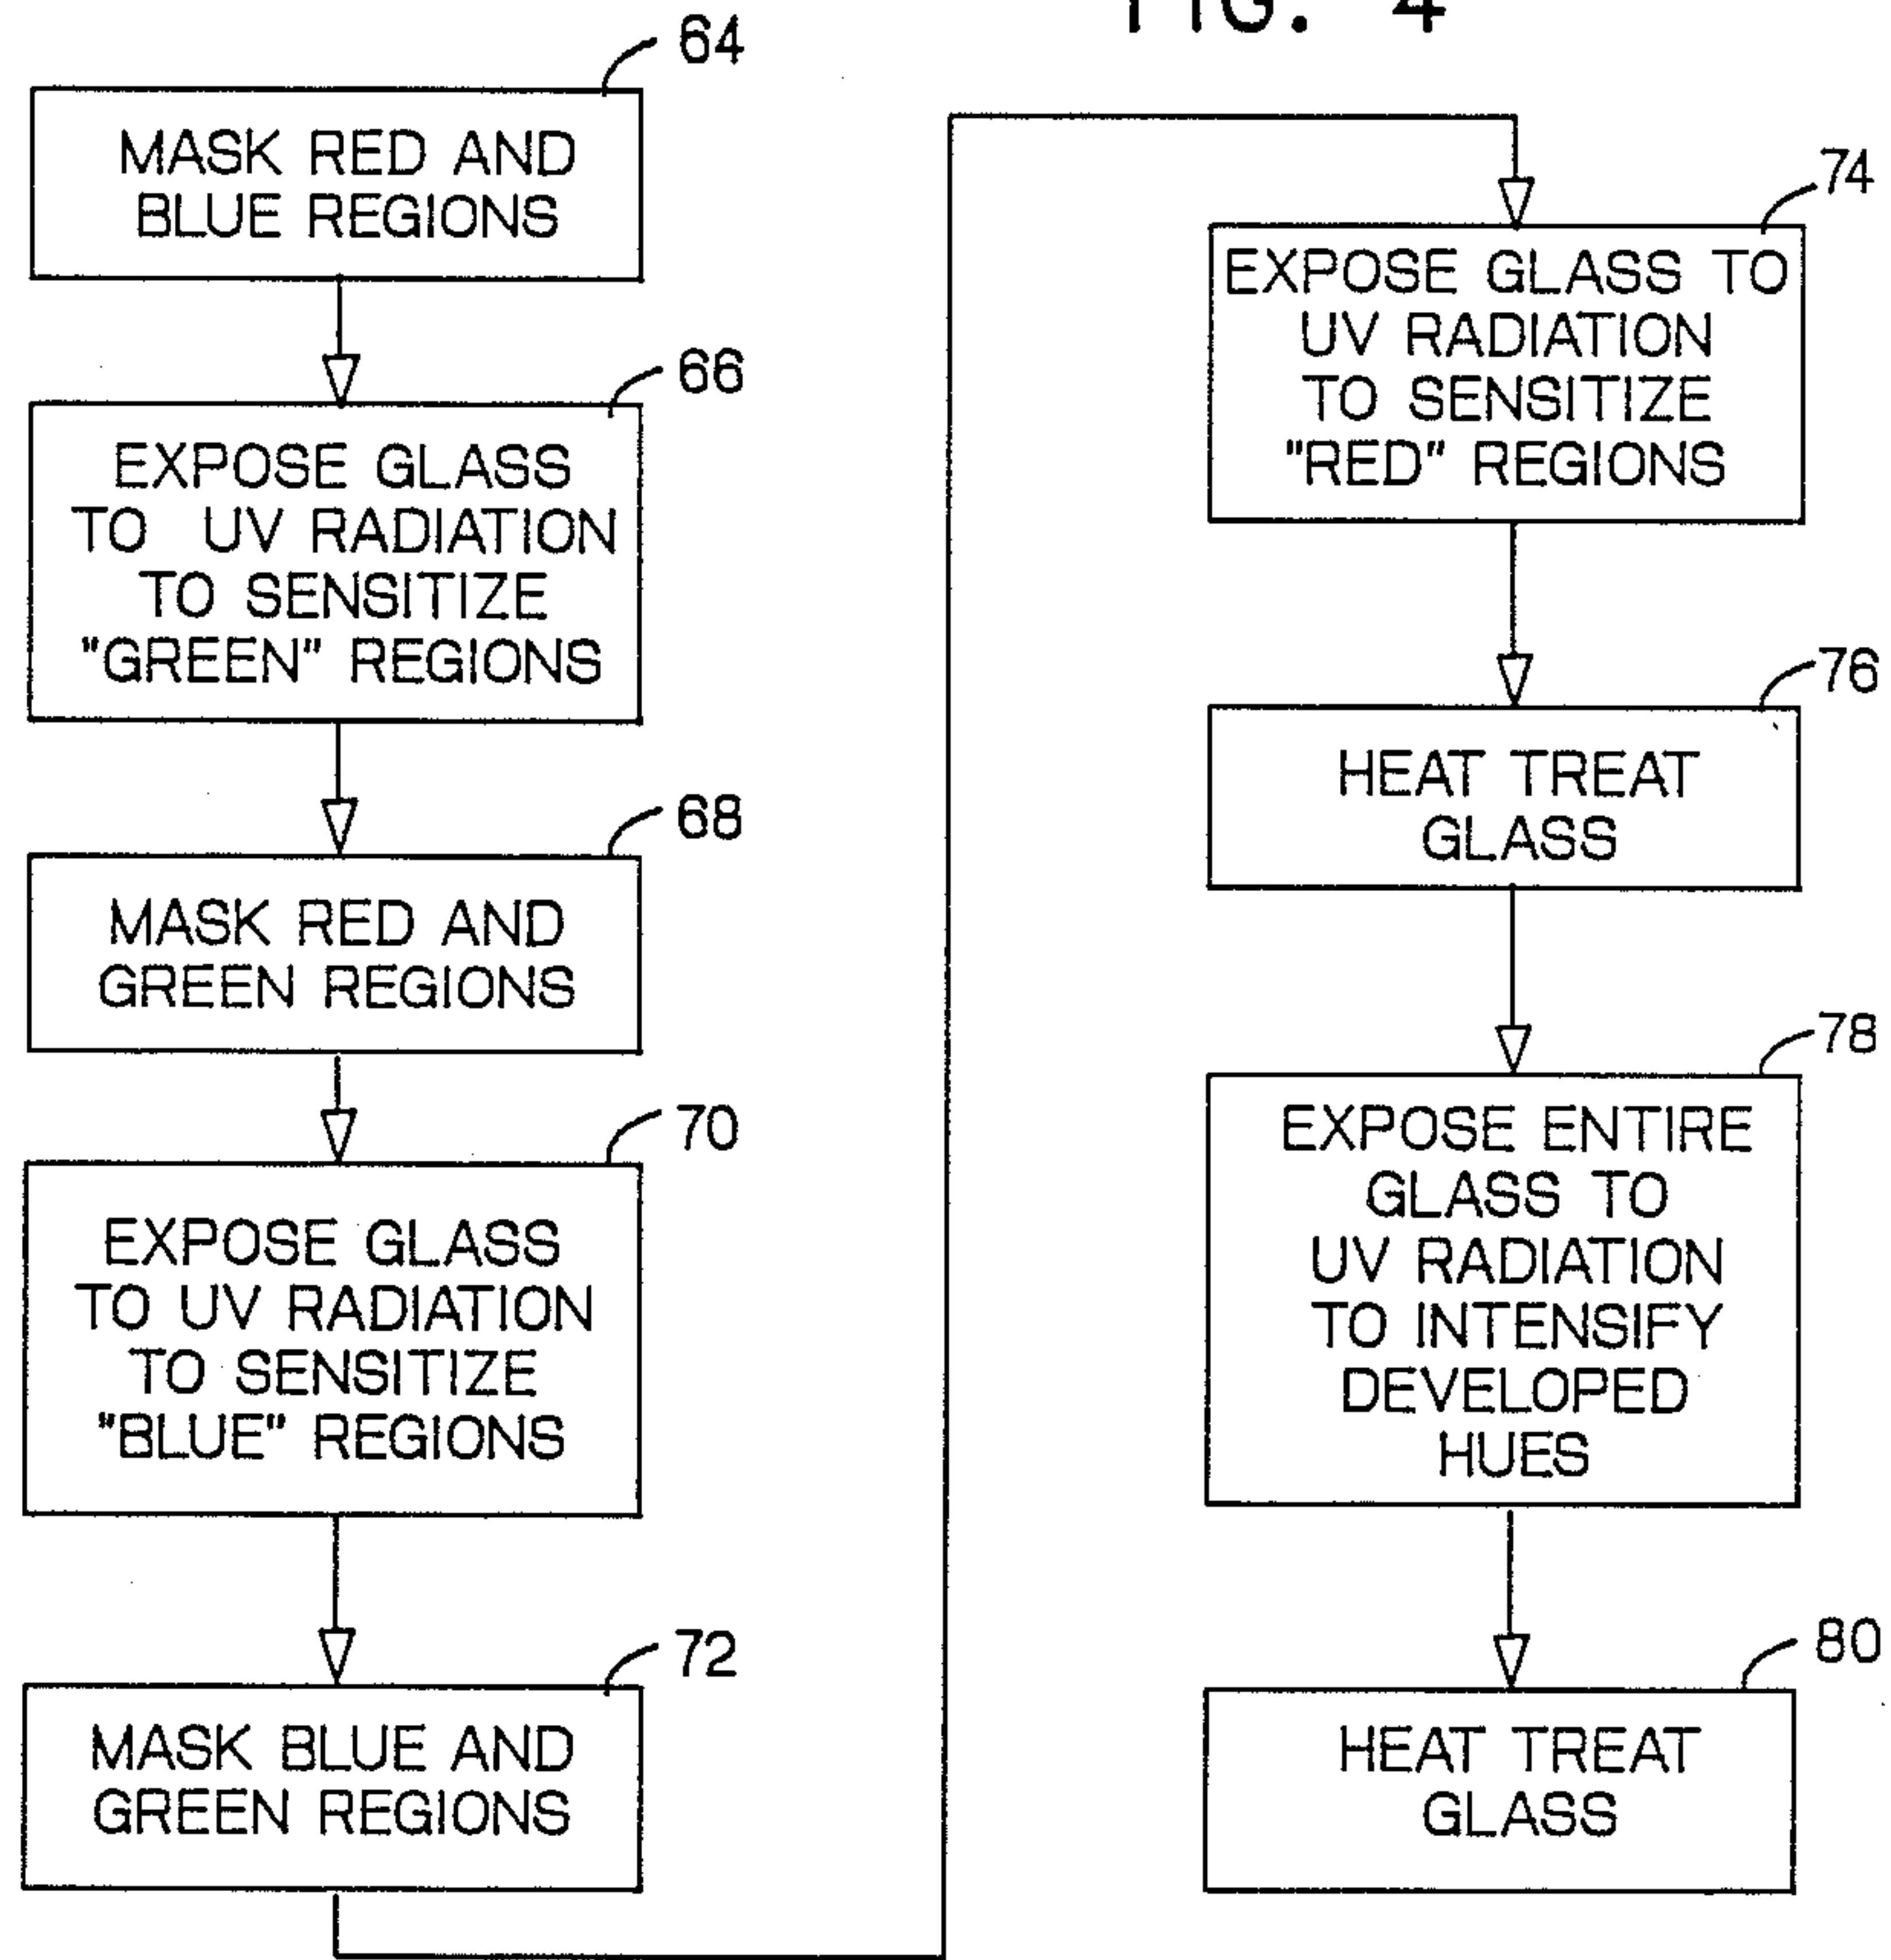 FIG. 4
64
MASK RED AND
BLUE REGIONS
66
EXPOSE GLASS
TO UV RADIATION
TO SENSITIZE
"GREEN" REGIONS
68
MASK RED AND
GREEN REGIONS
70
EXPOSE GLASS
TO UV RADIATION
TO SENSITIZE
"BLUE" REGIONS
72
MASK BLUE AND
GREEN REGIONS
74
EXPOSE GLASS TO
UV RADIATION
TO SENSITIZE
"RED" REGIONS
76
HEAT TREAT
GLASS
78
EXPOSE ENTIRE
GLASS TO
UV RADIATION
TO INTENSIFY
DEVELOPED
HUES
80
HEAT TREAT
GLASS